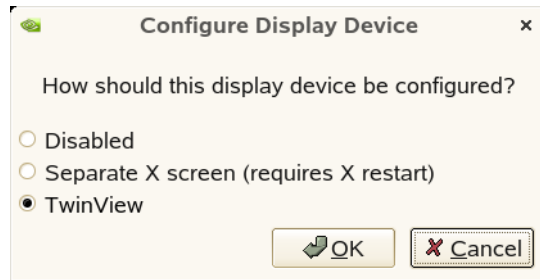 Configure Display Device
How should this display device be configured?
Disabled
Separate X screen (requires X restart)
TwinView
OK Cancel